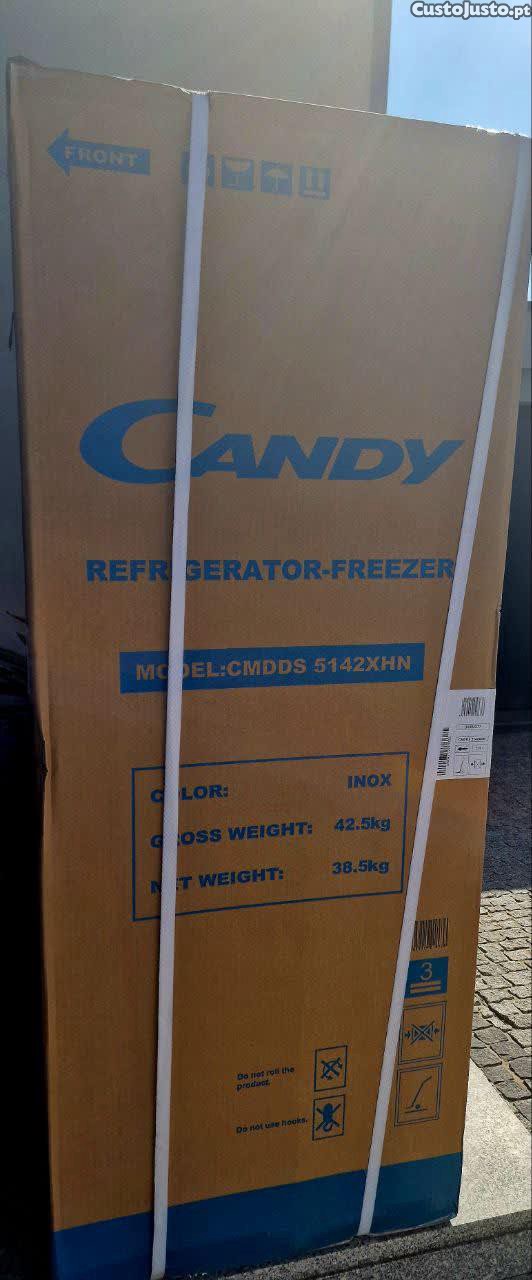 CustoJusto.pt
FRONT
CANDY
REFRIGERATOR-FREEZER
MODEL:CMDDS 5142XHN
COLOR: INOX
GROSS WEIGHT: 42.5kg
NET WEIGHT: 38.5kg
3
Do not roll the
product.
Do not use hooks.